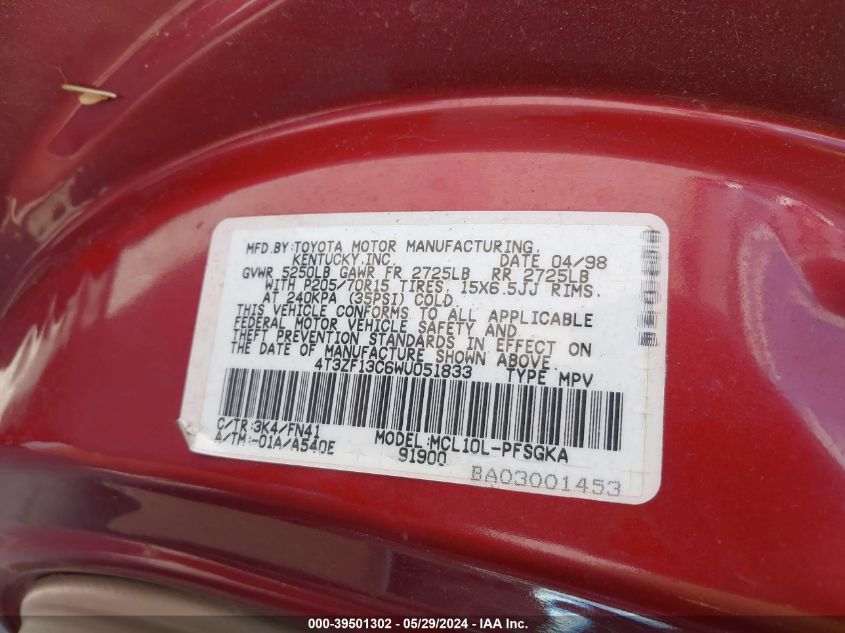 MFD.BY:TOYOTA MOTOR MANUFACTURING,
KENTUCKY,INC. DATE 04/98
GVWR 5250LB GAWR FR 2725LB RR 2725LB
WITH P205/70R15 TIRES, 15X6.5JJ RIMS,
AT 240KPA (35PSI) COLD
THIS VEHICLE CONFORMS TO ALL APPLICABLE
FEDERAL MOTOR VEHICLE SAFETY AND
THEFT PREVENTION STANDARDS IN EFFECT ON
THE DATE OF MANUFACTURE SHOWN ABOVE.
4T3ZF13C6WU051833 TYPE MPV
C/TR:3K4/FN41 MODEL:MCL10L-PFSGKA
A/TM:-01A/A540E 91900
BA03001453
000-39501302 - 05/29/2024 - IAA Inc.